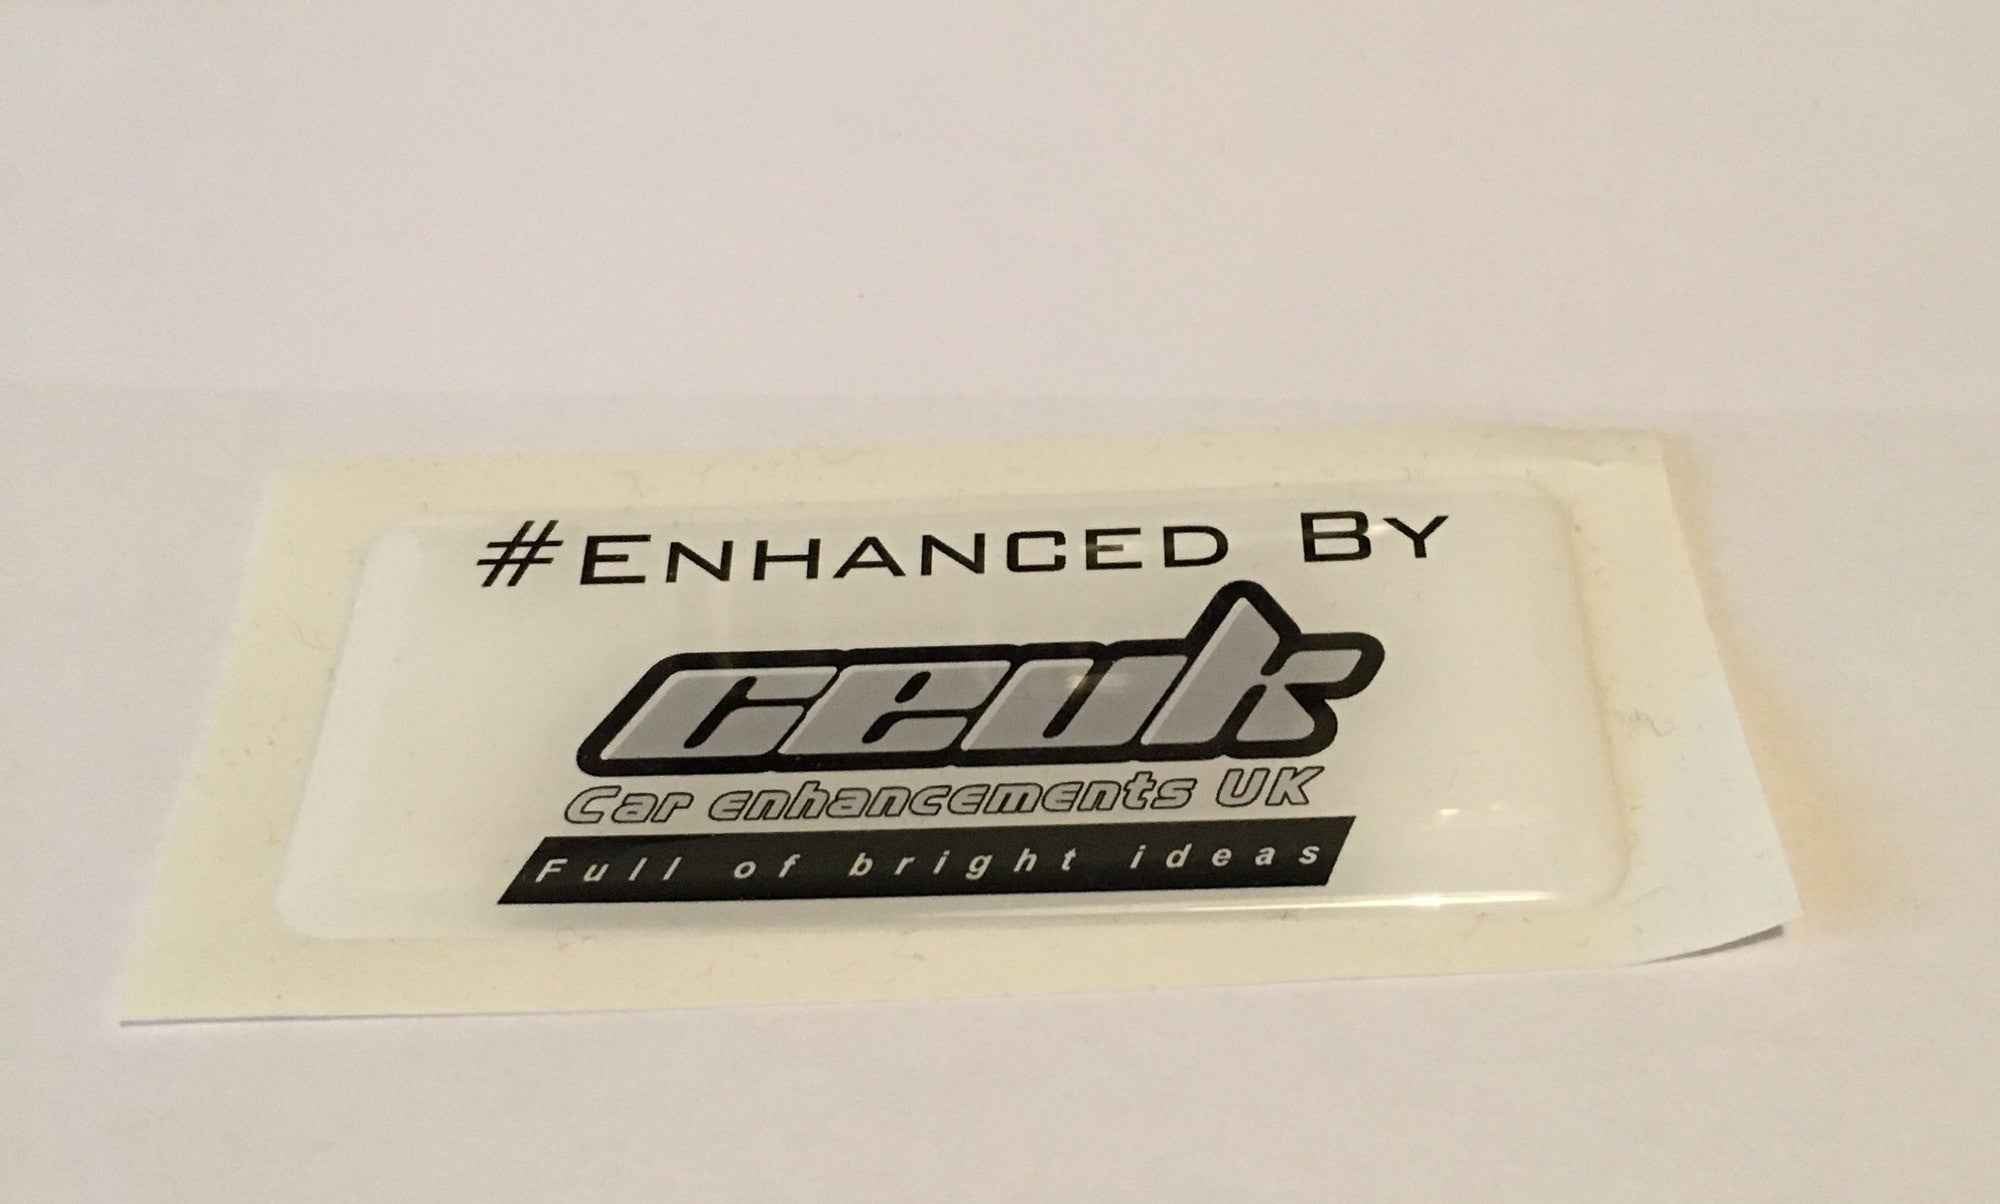 #Enhanced By
ceuk
Car enhancements UK
Full of bright ideas